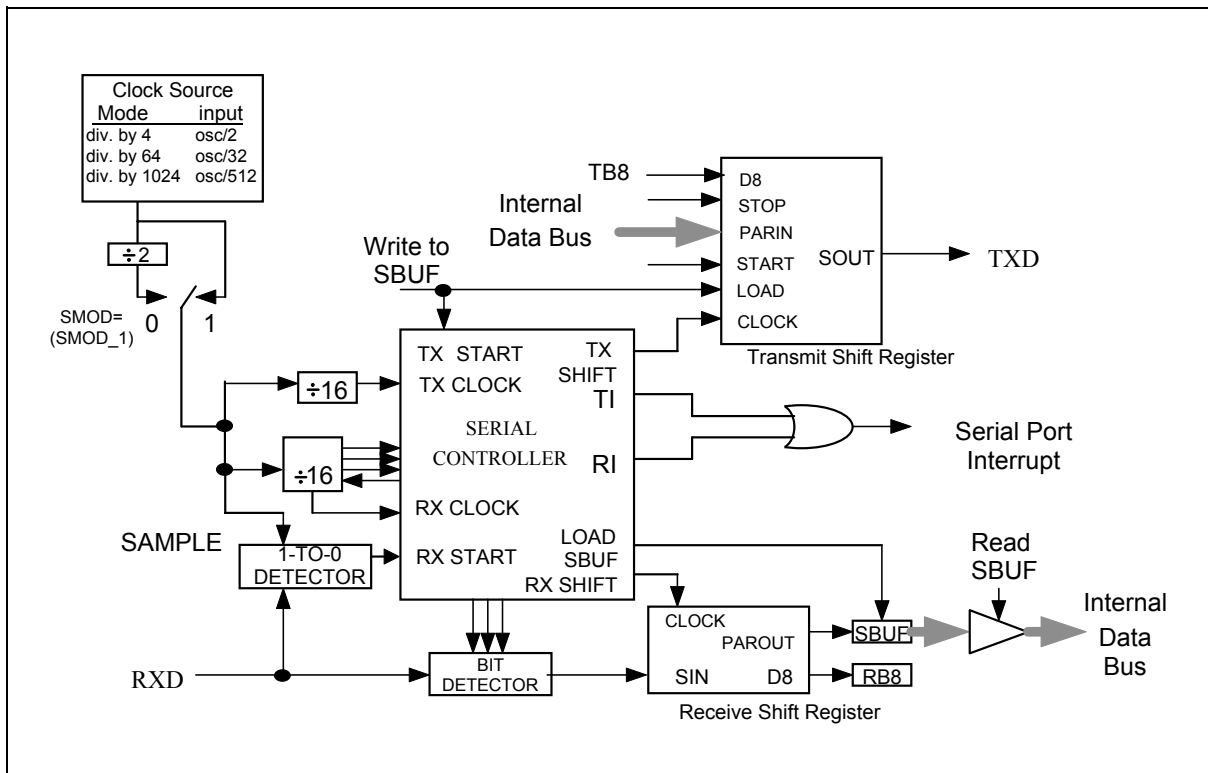 Clock Source
Mode input
div. by 4 osc/2
div. by 64 osc/32
div. by 1024 osc/512
÷2
SMOD=
(SMOD_1)
0
1
TB8
Internal
Data Bus
Write to
SBUF
D8
STOP
PARIN
START
LOAD
CLOCK
SOUT
TXD
Transmit Shift Register
÷16
÷16
TX START
TX CLOCK
SERIAL
CONTROLLER
RX CLOCK
RX START
TX
SHIFT
TI
RI
LOAD
SBUF
RX SHIFT
Serial Port
Interrupt
SAMPLE
1-TO-0
DETECTOR
RXD
BIT
DETECTOR
CLOCK
PAROUT
SIN D8
Receive Shift Register
SBUF
RB8
Read
SBUF
Internal
Data
Bus